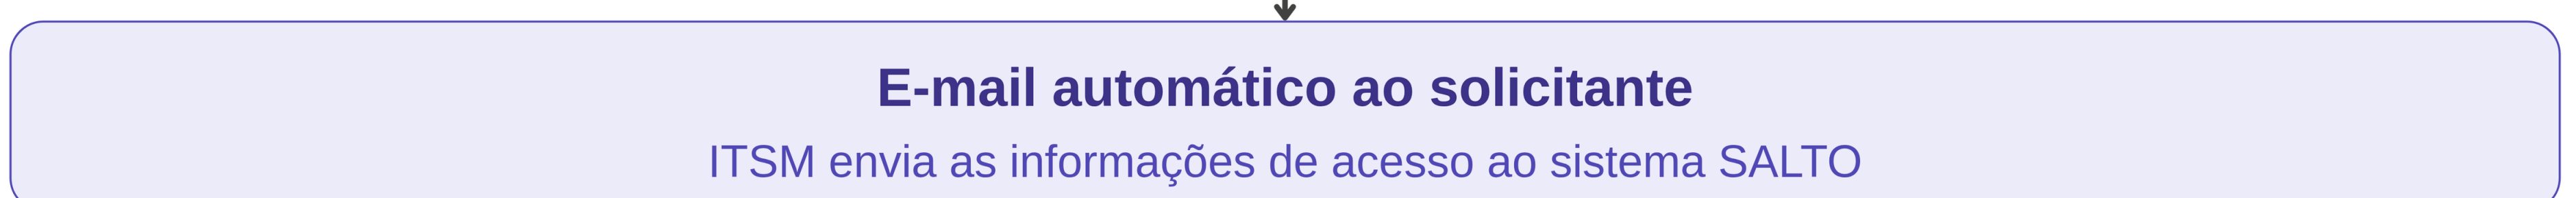 E-mail automático ao solicitante
ITSM envia as informações de acesso ao sistema SALTO